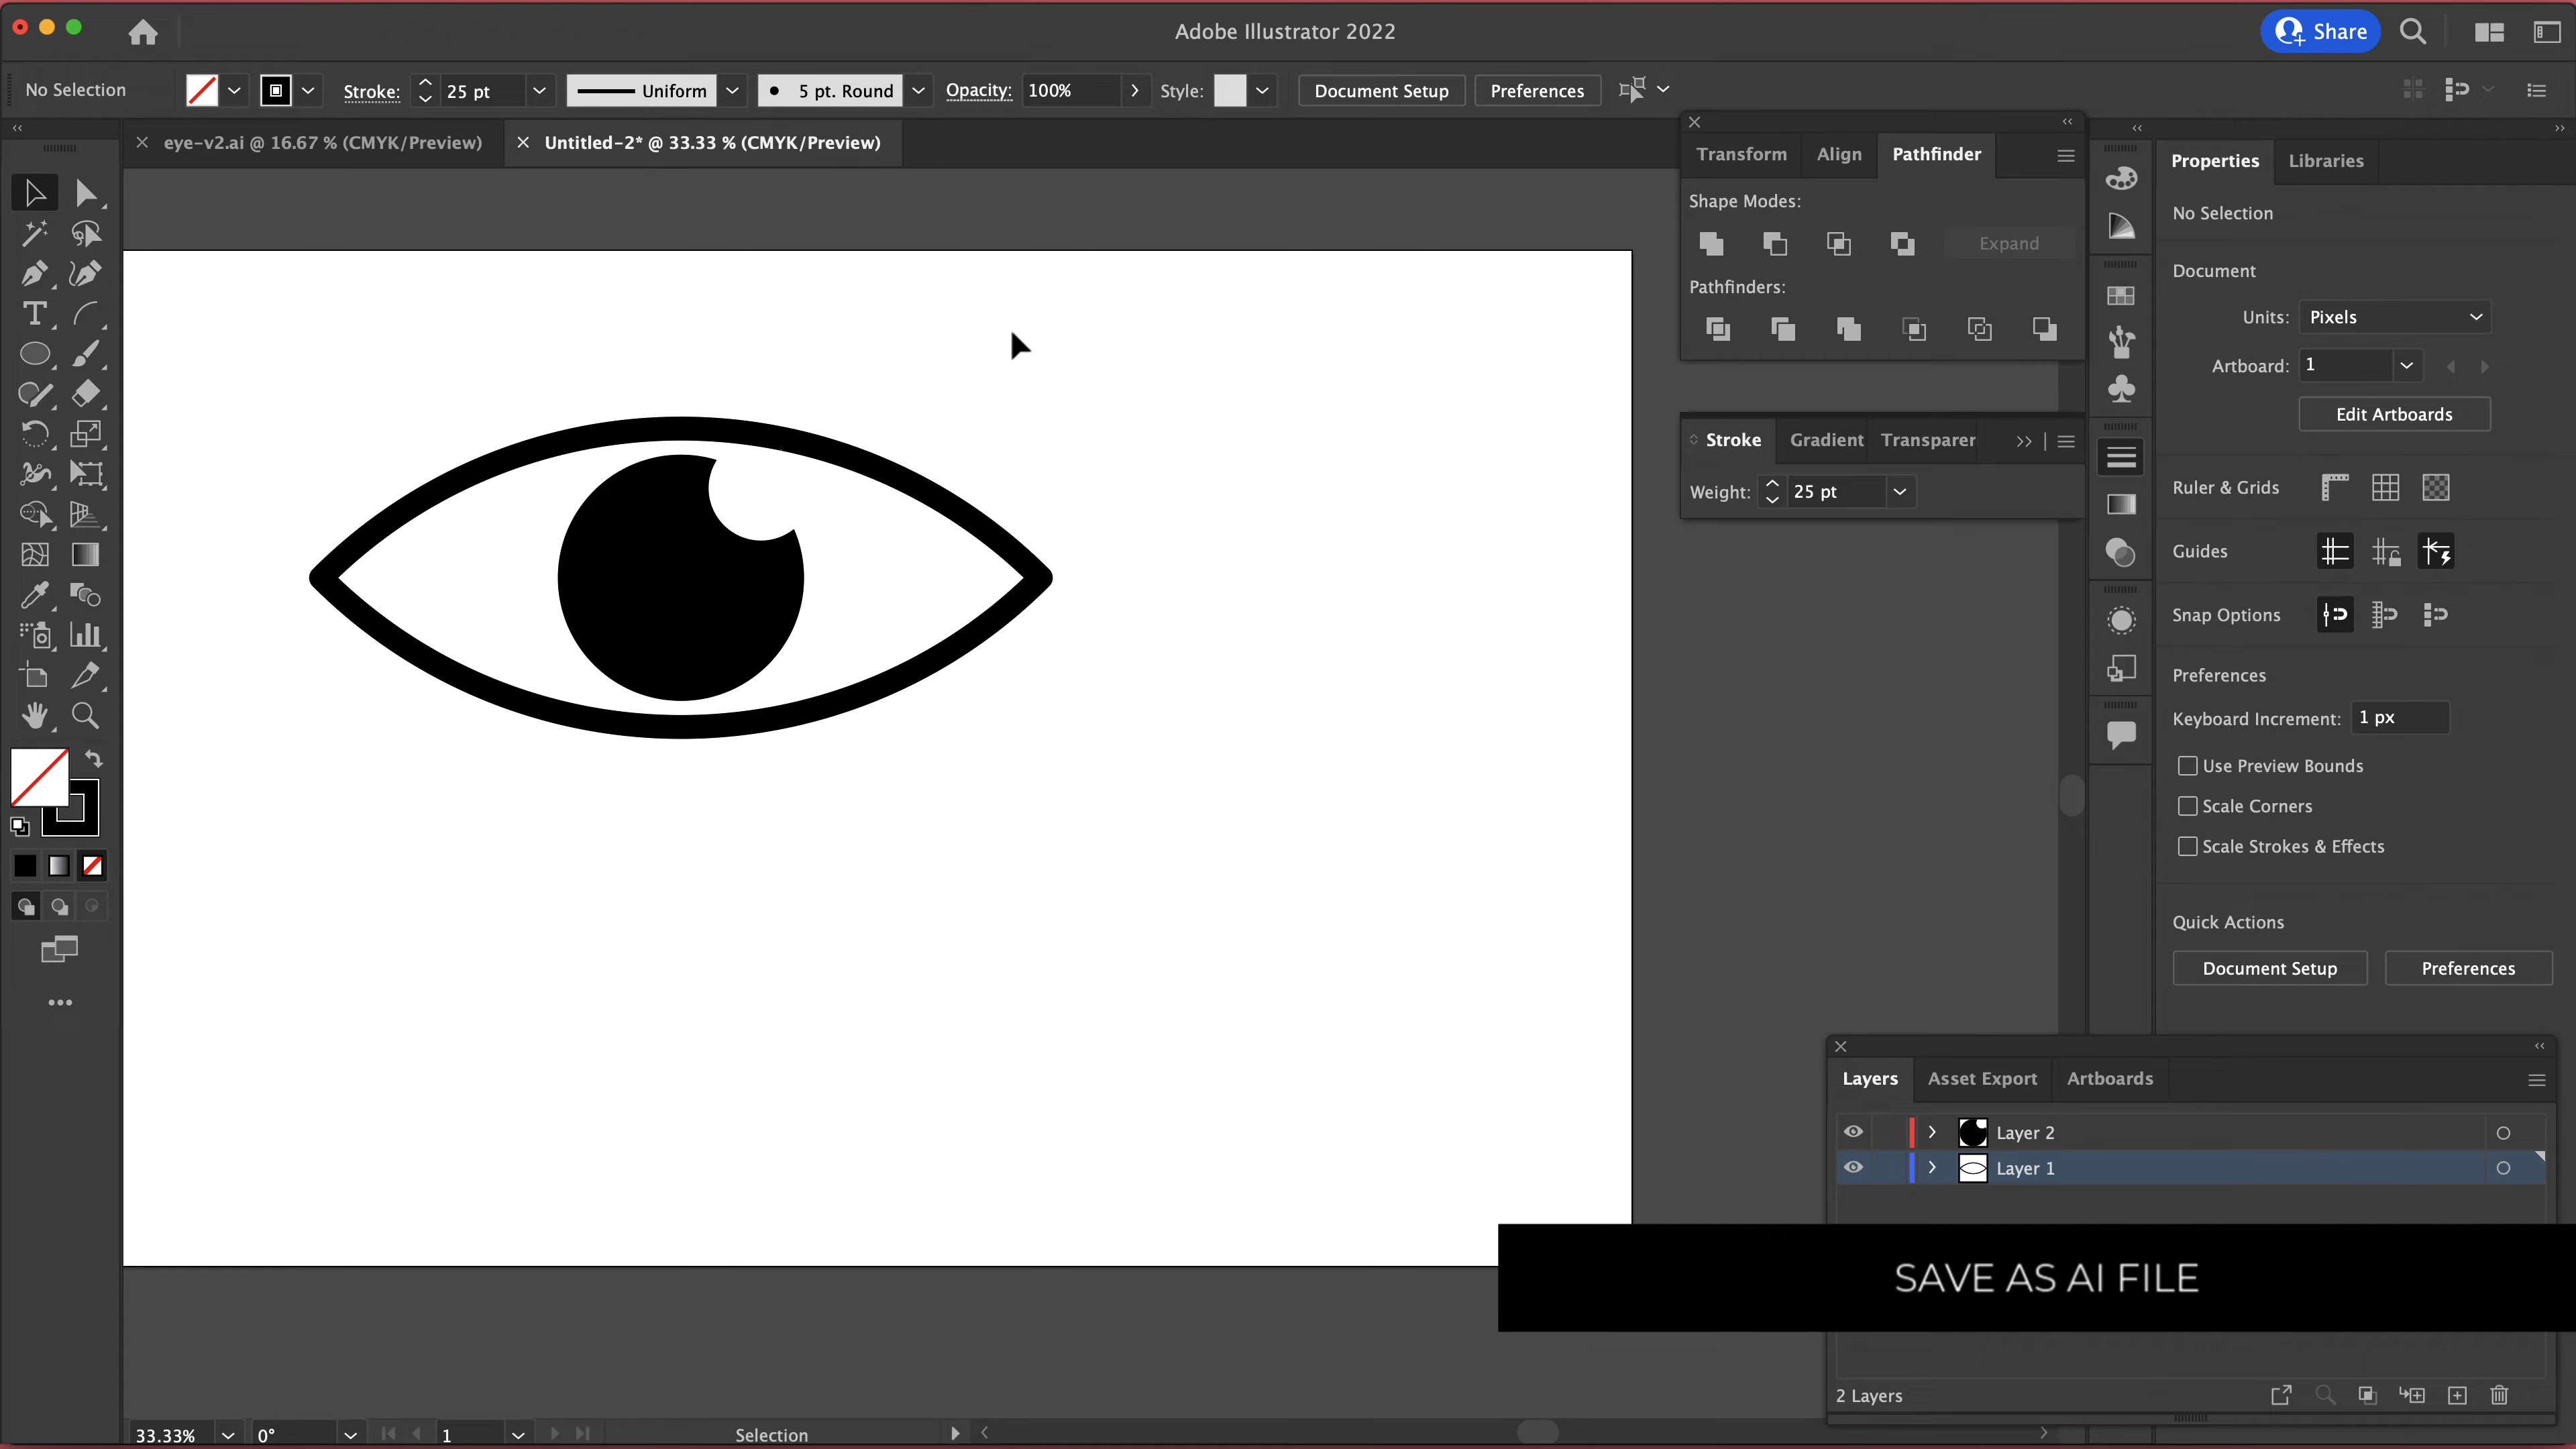 Adobe Illustrator 2022
Share
No Selection
Stroke: 25 pt Uniform 5 pt. Round Opacity: 100% Style: Document Setup Preferences
eye-v2.ai @ 16.67 % (CMYK/Preview)
Untitled-2* @ 33.33 % (CMYK/Preview)
Transform Align Pathfinder
Shape Modes:
Expand
Pathfinders:
Stroke Gradient Transparer
Weight: 25 pt
Properties Libraries
No Selection
Document
Units: Pixels
Artboard: 1
Edit Artboards
Ruler & Grids
Guides
Snap Options
Preferences
Keyboard Increment: 1 px
Use Preview Bounds
Scale Corners
Scale Strokes & Effects
Quick Actions
Document Setup Preferences
Layers Asset Export Artboards
Layer 2
Layer 1
SAVE AS AI FILE
2 Layers
33.33% 0° 1 Selection